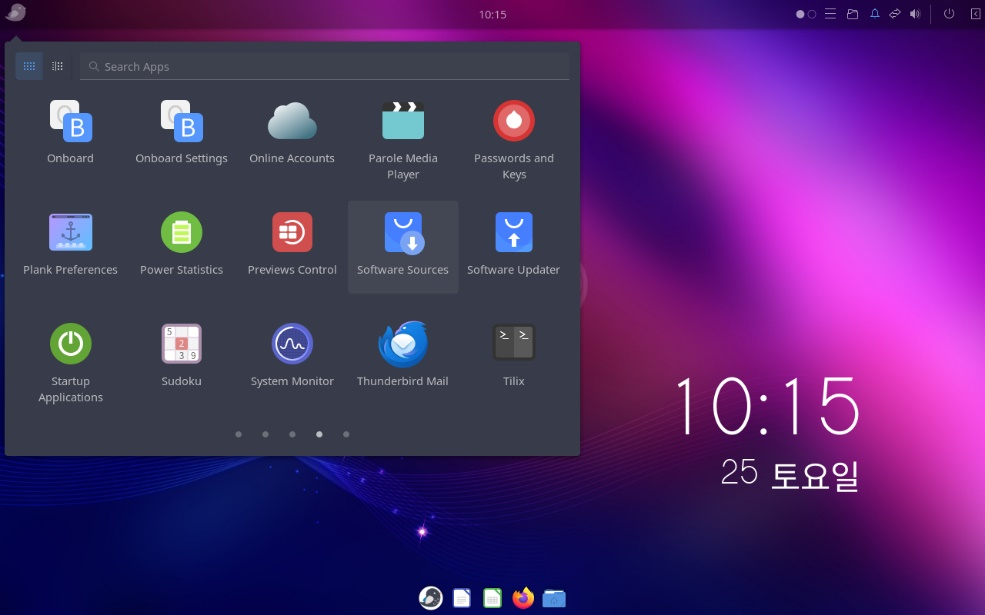 10:15
Search Apps
Onboard
Onboard Settings
Online Accounts
Parole Media
Player
Passwords and
Keys
Plank Preferences
Power Statistics
Previews Control
Software Sources
Software Updater
Startup
Applications
Sudoku
System Monitor
Thunderbird Mail
Tilix
10:15
25 토요일